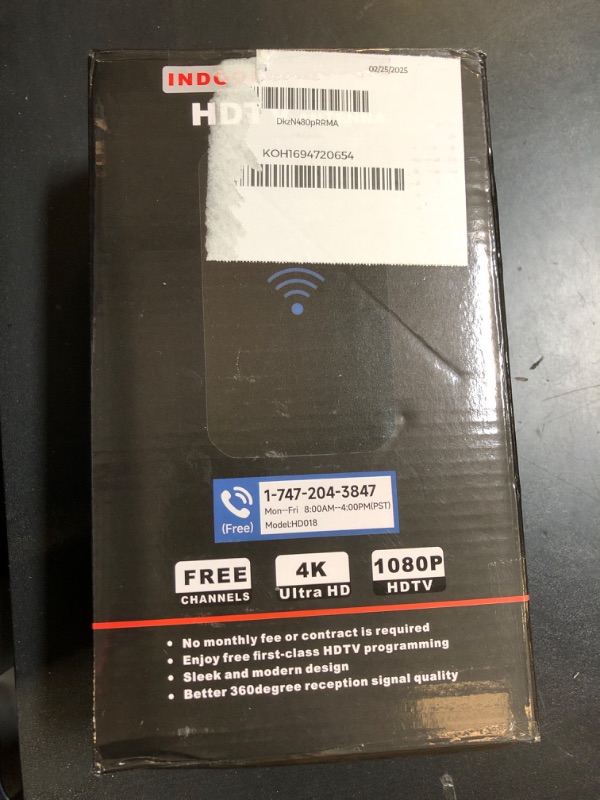 02/25/2025
DkzN480pRRMA
KOH1694720654
1-747-204-3847
Mon--Fri 8:00AM--4:00PM(PST)
(Free)
Model:HD018
FREE
CHANNELS
4K
Ultra HD
1080P
HDTV
• No monthly fee or contract is required
• Enjoy free first-class HDTV programming
• Sleek and modern design
• Better 360degree reception signal quality